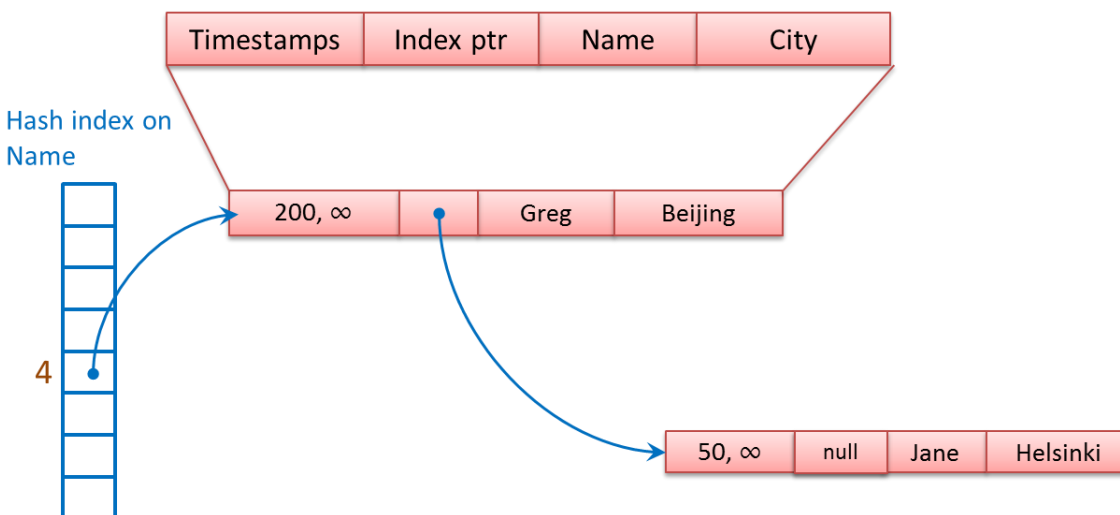 Timestamps Index ptr Name City
Hash index on
Name
200, ∞ Greg Beijing
4
50, ∞ null Jane Helsinki